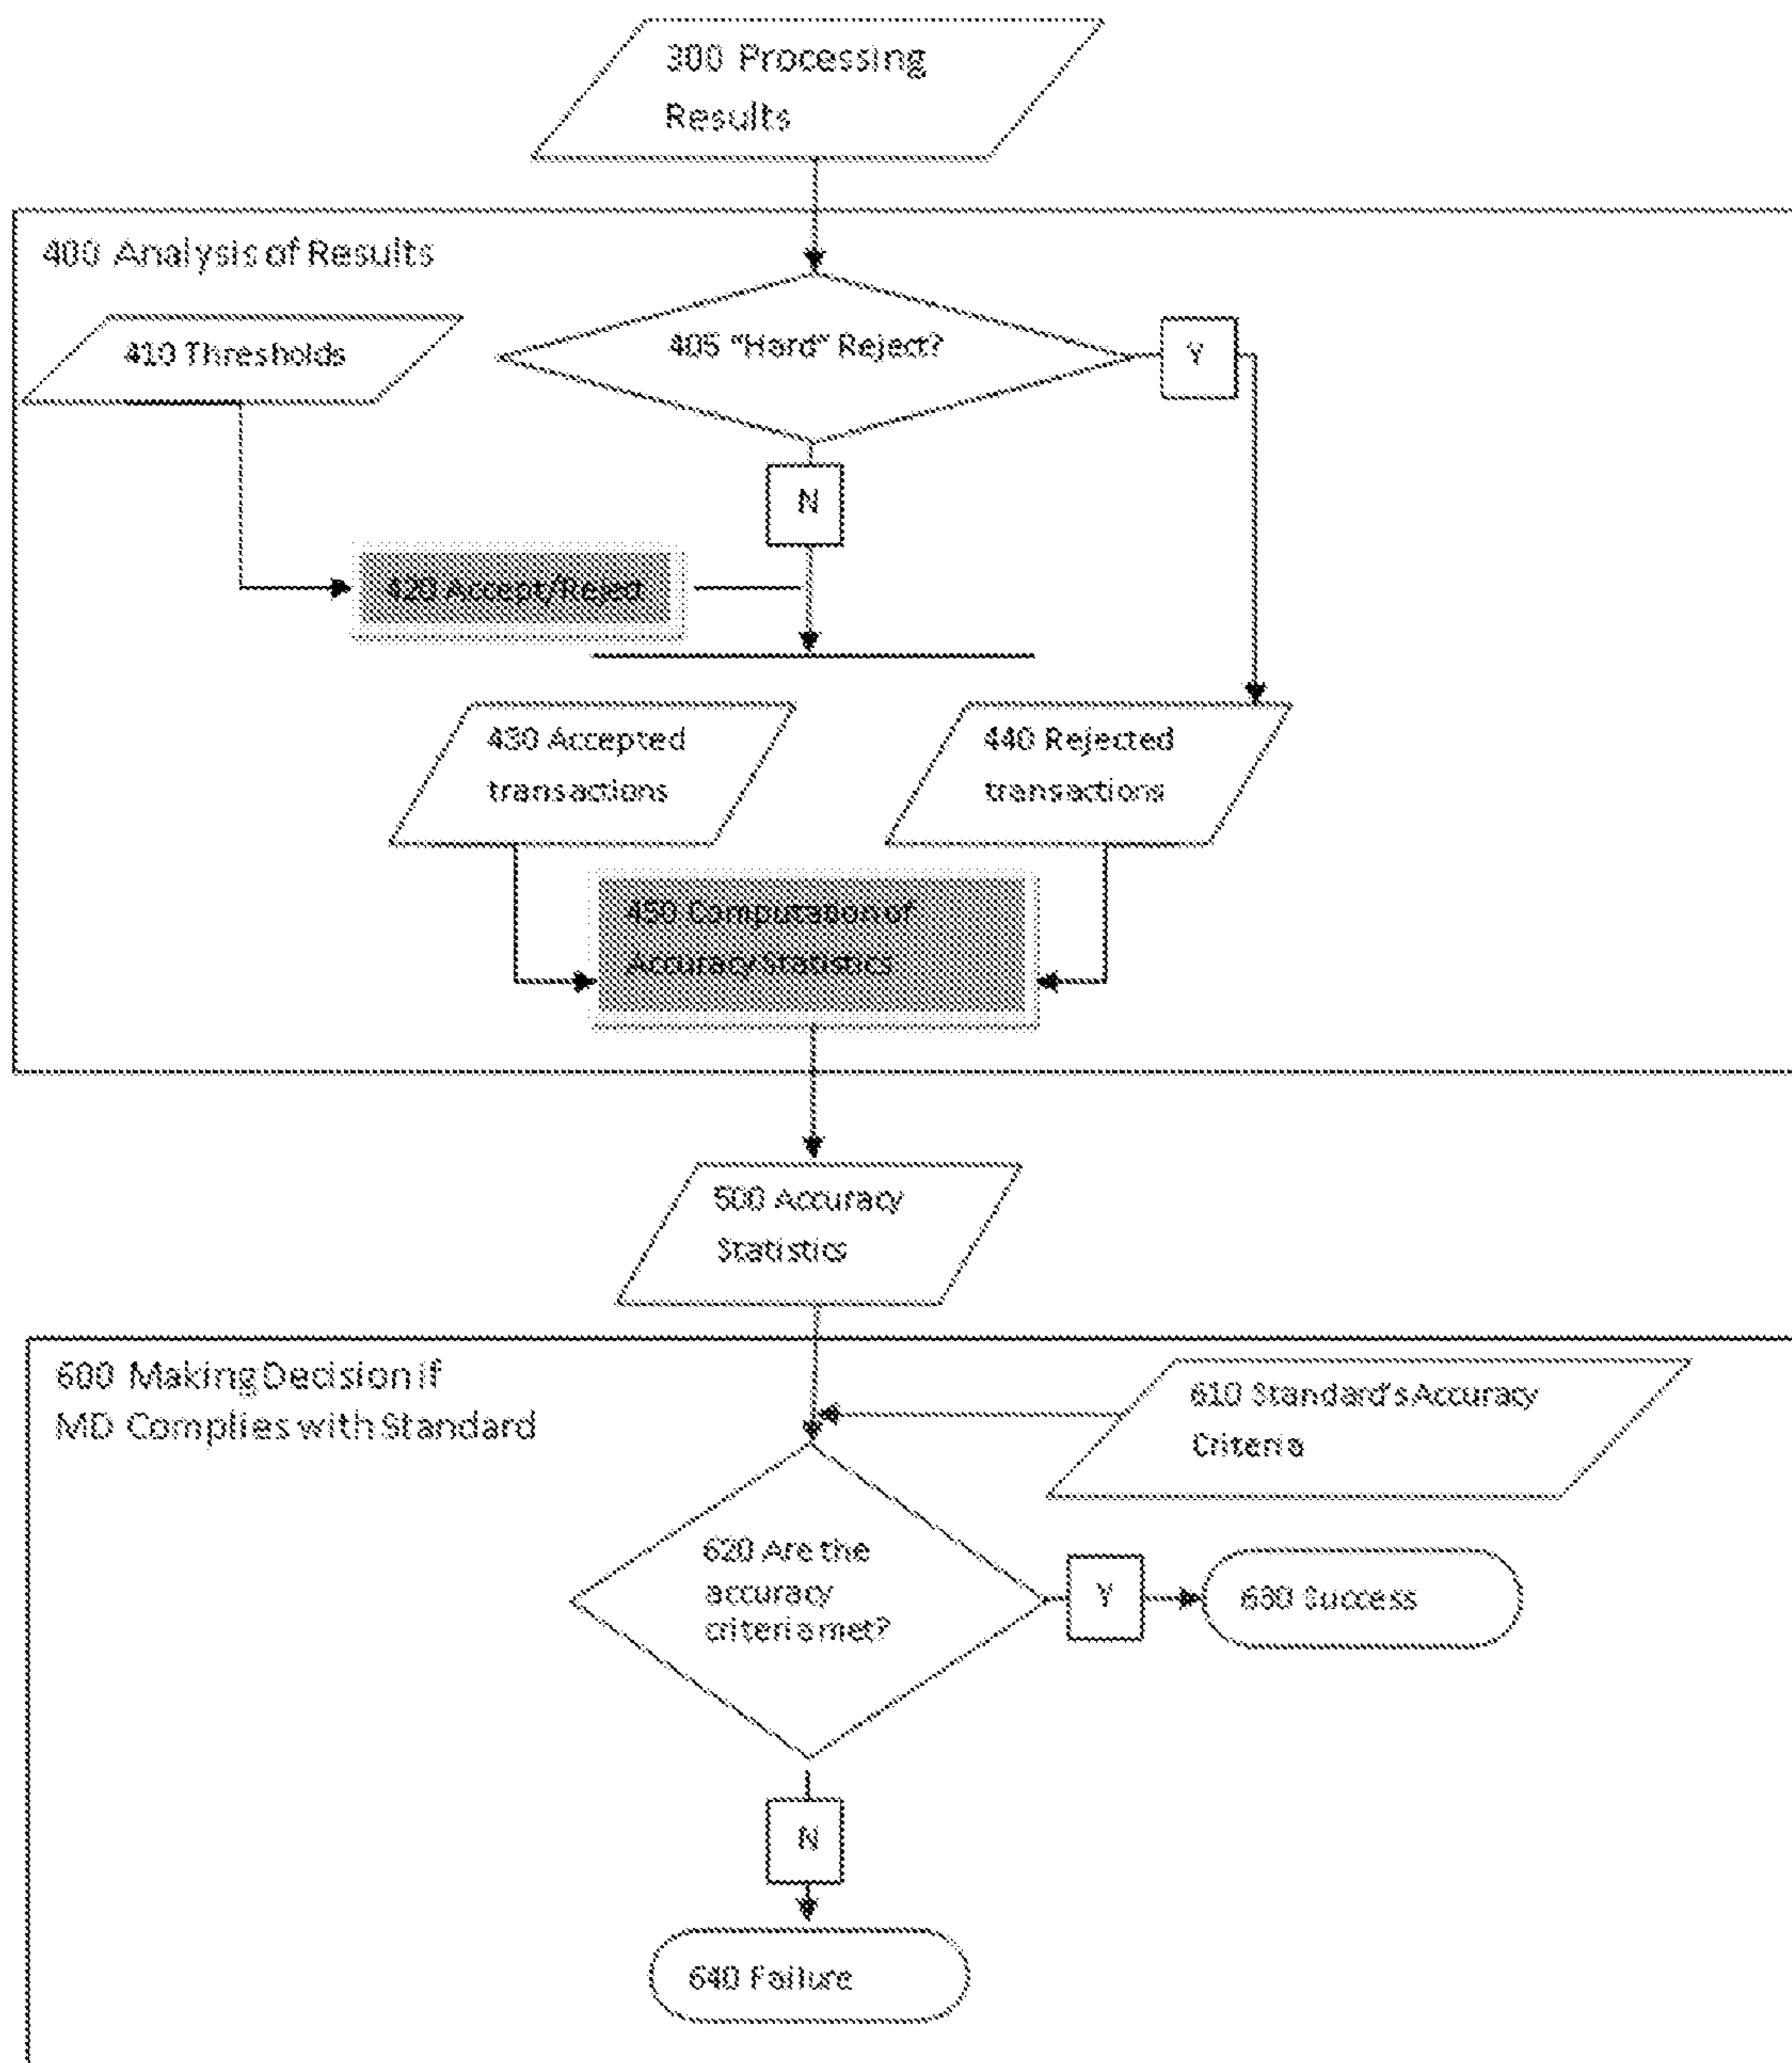 300 Processing
Results
400 Analysis of Results
410 Thresholds
405 "Hard" Reject?
Y
N
420 Accept/Reject
430 Accepted
transactions
440 Rejected
transactions
450 Computation of
Accuracy Statistics
500 Accuracy
Statistics
600 Making Decision if
MD Complies with Standard
610 Standard's Accuracy
Criteria
620 Are the
accuracy
criteria met?
Y
630 Success
N
640 Failure